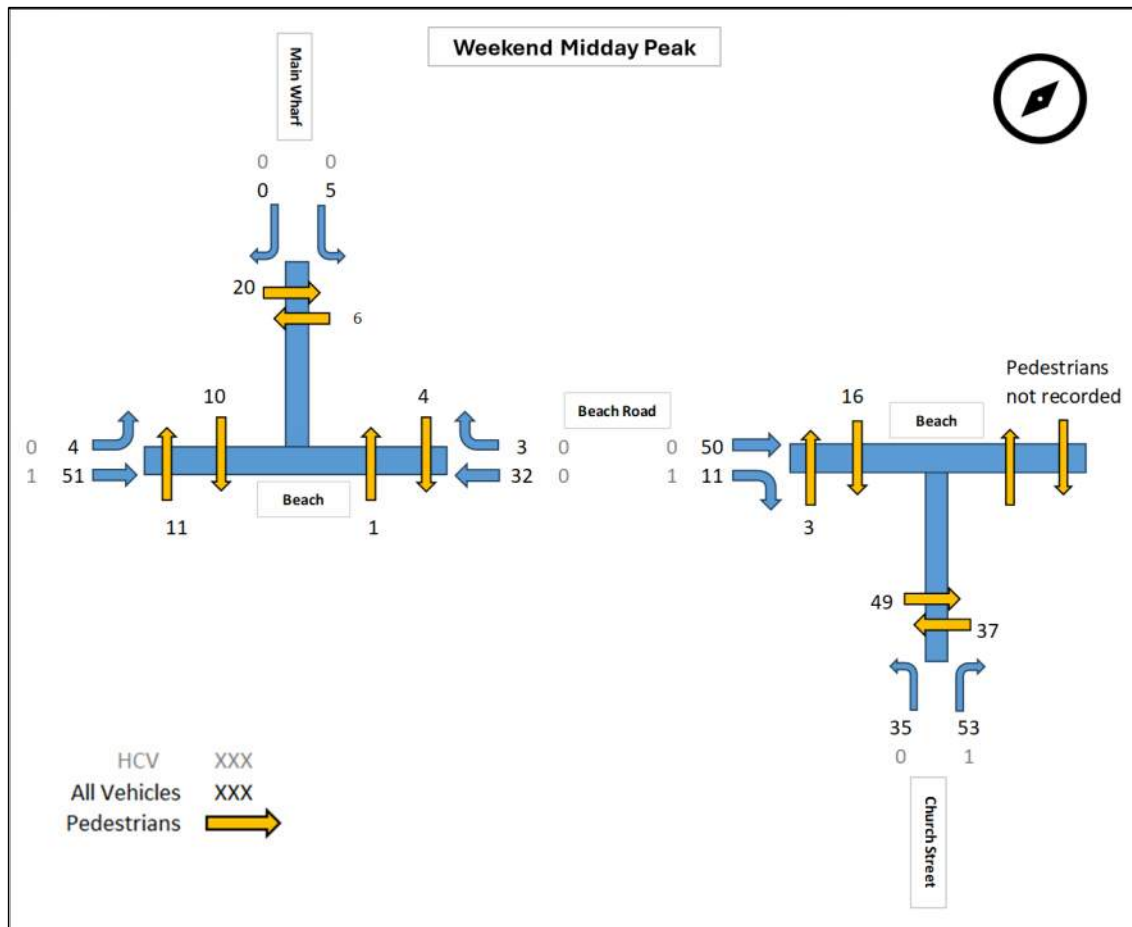 Weekend Midday Peak
Main Wharf
0 0
0 5
20
6
10 4
Pedestrians
not recorded
16
Beach Road
Beach
0 4
3 0 0 50
1 51
32 0 1 11
Beach
11 1
3
49
37
35 53
0 1
HCV XXX
All Vehicles XXX
Pedestrians
Church Street